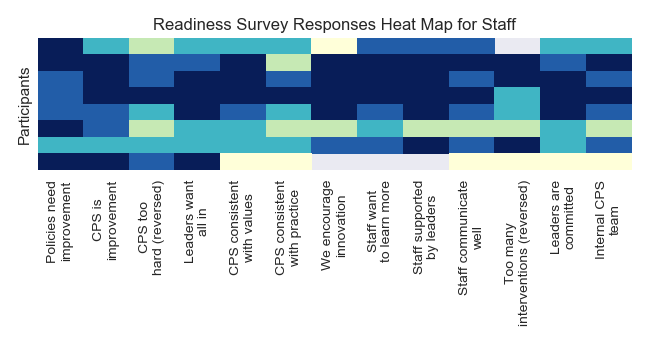 Readiness Survey Responses Heat Map for Staff
Participants
Policies need
improvement
CPS is
improvement
CPS too
hard (reversed)
Leaders want
all in
CPS consistent
with values
CPS consistent
with practice
We encourage
innovation
Staff want
to learn more
Staff supported
by leaders
Staff communicate
well
Too many
interventions (reversed)
Leaders are
committed
Internal CPS
team